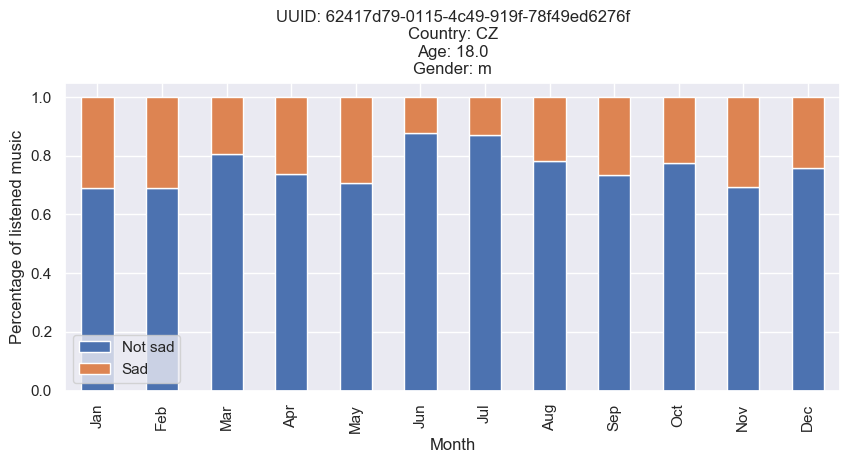 UUID: 62417d79-0115-4c49-919f-78f49ed6276f
Country: CZ
Age: 18.0
Gender: m
Percentage of listened music
1.0
0.8
0.6
0.4
0.2
0.0
Not sad
Sad
Jan
Feb
Mar
Apr
May
Jun
Jul
Aug
Sep
Oct
Nov
Dec
Month